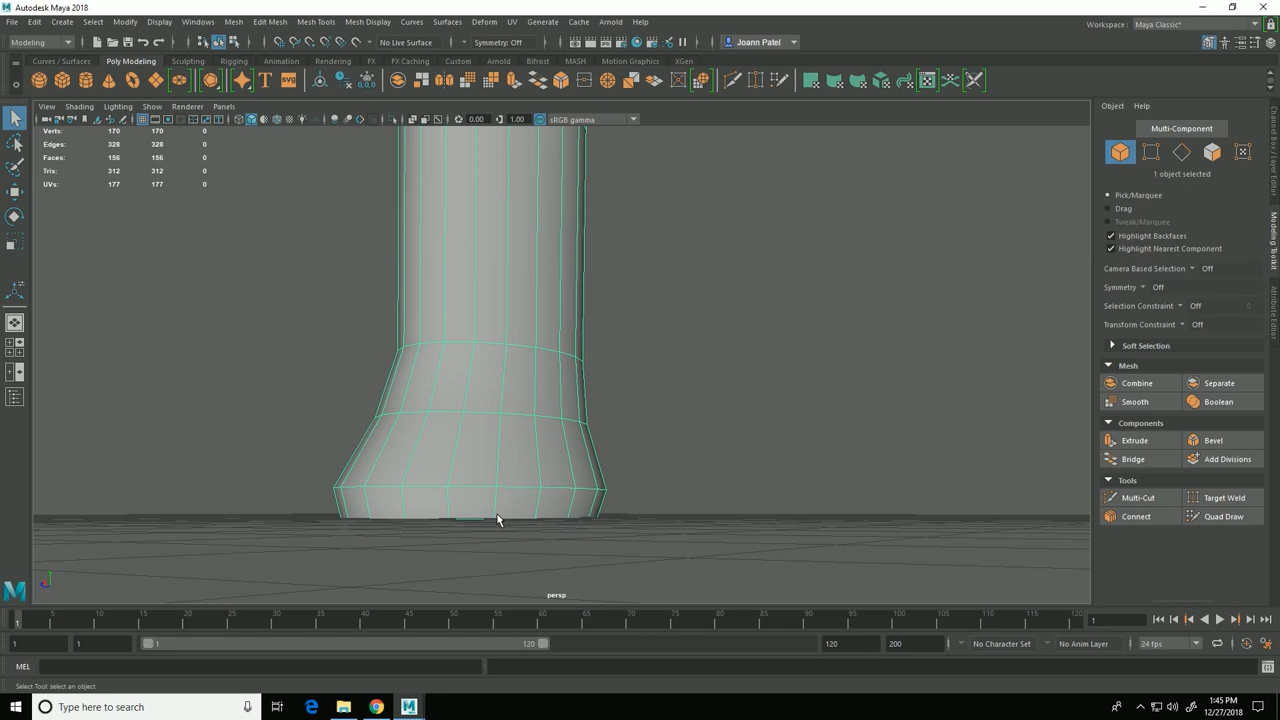 Autodesk Maya 2018
File Edit Create Select Modify Display Windows Mesh Edit Mesh Mesh Tools Mesh Display Curves Surfaces Deform UV Generate Cache Arnold Help
Workspace : Maya Classic*
Modeling No Live Surface Symmetry: Off Joann Patel
Curves / Surfaces Poly Modeling Sculpting Rigging Animation Rendering FX FX Caching Custom Arnold Bifrost MASH Motion Graphics XGen
View Shading Lighting Show Renderer Panels
0.00 1.00 sRGB gamma
Verts: 170 170 0
Edges: 328 328 0
Faces: 156 156 0
Tris: 312 312 0
UVs: 177 177 0
persp
Object Help
Multi-Component
1 object selected
Pick/Marquee
Drag
Tweak/Marquee
Highlight Backfaces
Highlight Nearest Component
Camera Based Selection Off
Symmetry Off
Selection Constraint Off 0
Transform Constraint Off
Soft Selection
Mesh
Combine Separate
Smooth Boolean
Components
Extrude Bevel
Bridge Add Divisions
Tools
Multi-Cut Target Weld
Connect Quad Draw
Channel Box / Layer Editor
Modeling Toolkit
Attribute Editor
5 10 15 20 25 30 35 40 45 50 55 60 65 70 75 80 85 90 95 100 105 110 115 120
1 1
1 1 1 120 120 200 No Character Set No Anim Layer 24 fps
MEL
Select Tool: select an object
Type here to search
1:45 PM
12/27/2018